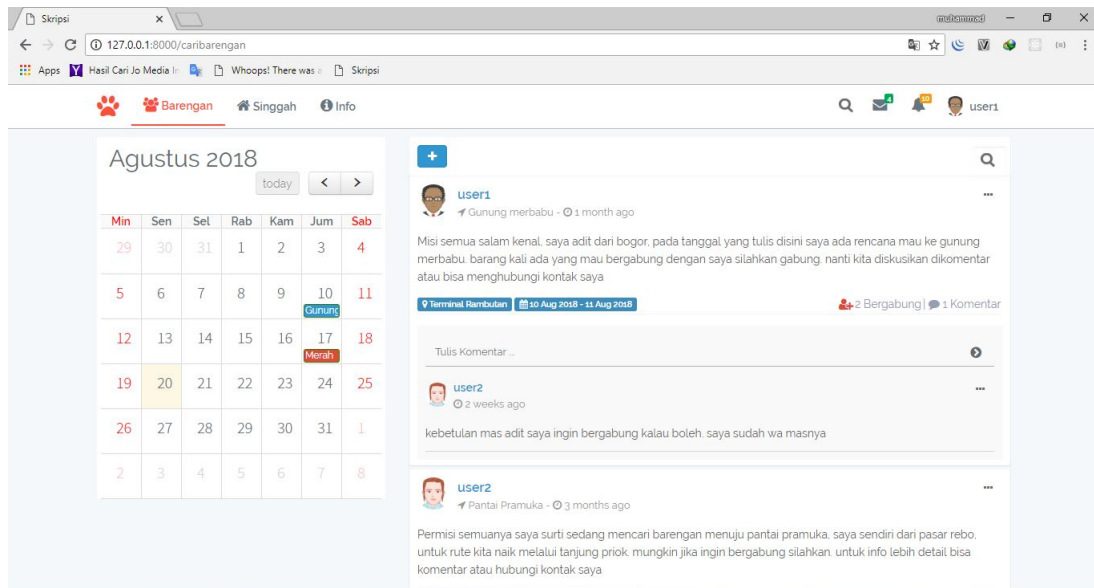 Skripsi
muhammad
127.0.0.1:8000/caribarengan
Apps Hasil Cari Jo Media In Whoops! There was a Skripsi
Barengan Singgah Info 4 10 user1
Agustus 2018
today
Min Sen Sel Rab Kam Jum Sab
29 30 31 1 2 3 4
5 6 7 8 9 10 11
Gunung
12 13 14 15 16 17 18
Merah
19 20 21 22 23 24 25
26 27 28 29 30 31 1
2 3 4 5 6 7 8
user1
Gunung merbabu - 1 month ago
Misi semua salam kenal, saya adit dari bogor, pada tanggal yang tulis disini saya ada rencana mau ke gunung
merbabu. barang kali ada yang mau bergabung dengan saya silahkan gabung. nanti kita diskusikan dikomentar
atau bisa menghubungi kontak saya
Terminal Rambutan 10 Aug 2018 - 11 Aug 2018 2 Bergabung | 1 Komentar
Tulis Komentar ...
user2
2 weeks ago
kebetulan mas adit saya ingin bergabung kalau boleh. saya sudah wa masnya
user2
Pantai Pramuka - 3 months ago
Permisi semuanya saya surti sedang mencari barengan menuju pantai pramuka, saya sendiri dari pasar rebo,
untuk rute kita naik melalui tanjung priok. mungkin jika ingin bergabung silahkan. untuk info lebih detail bisa
komentar atau hubungi kontak saya